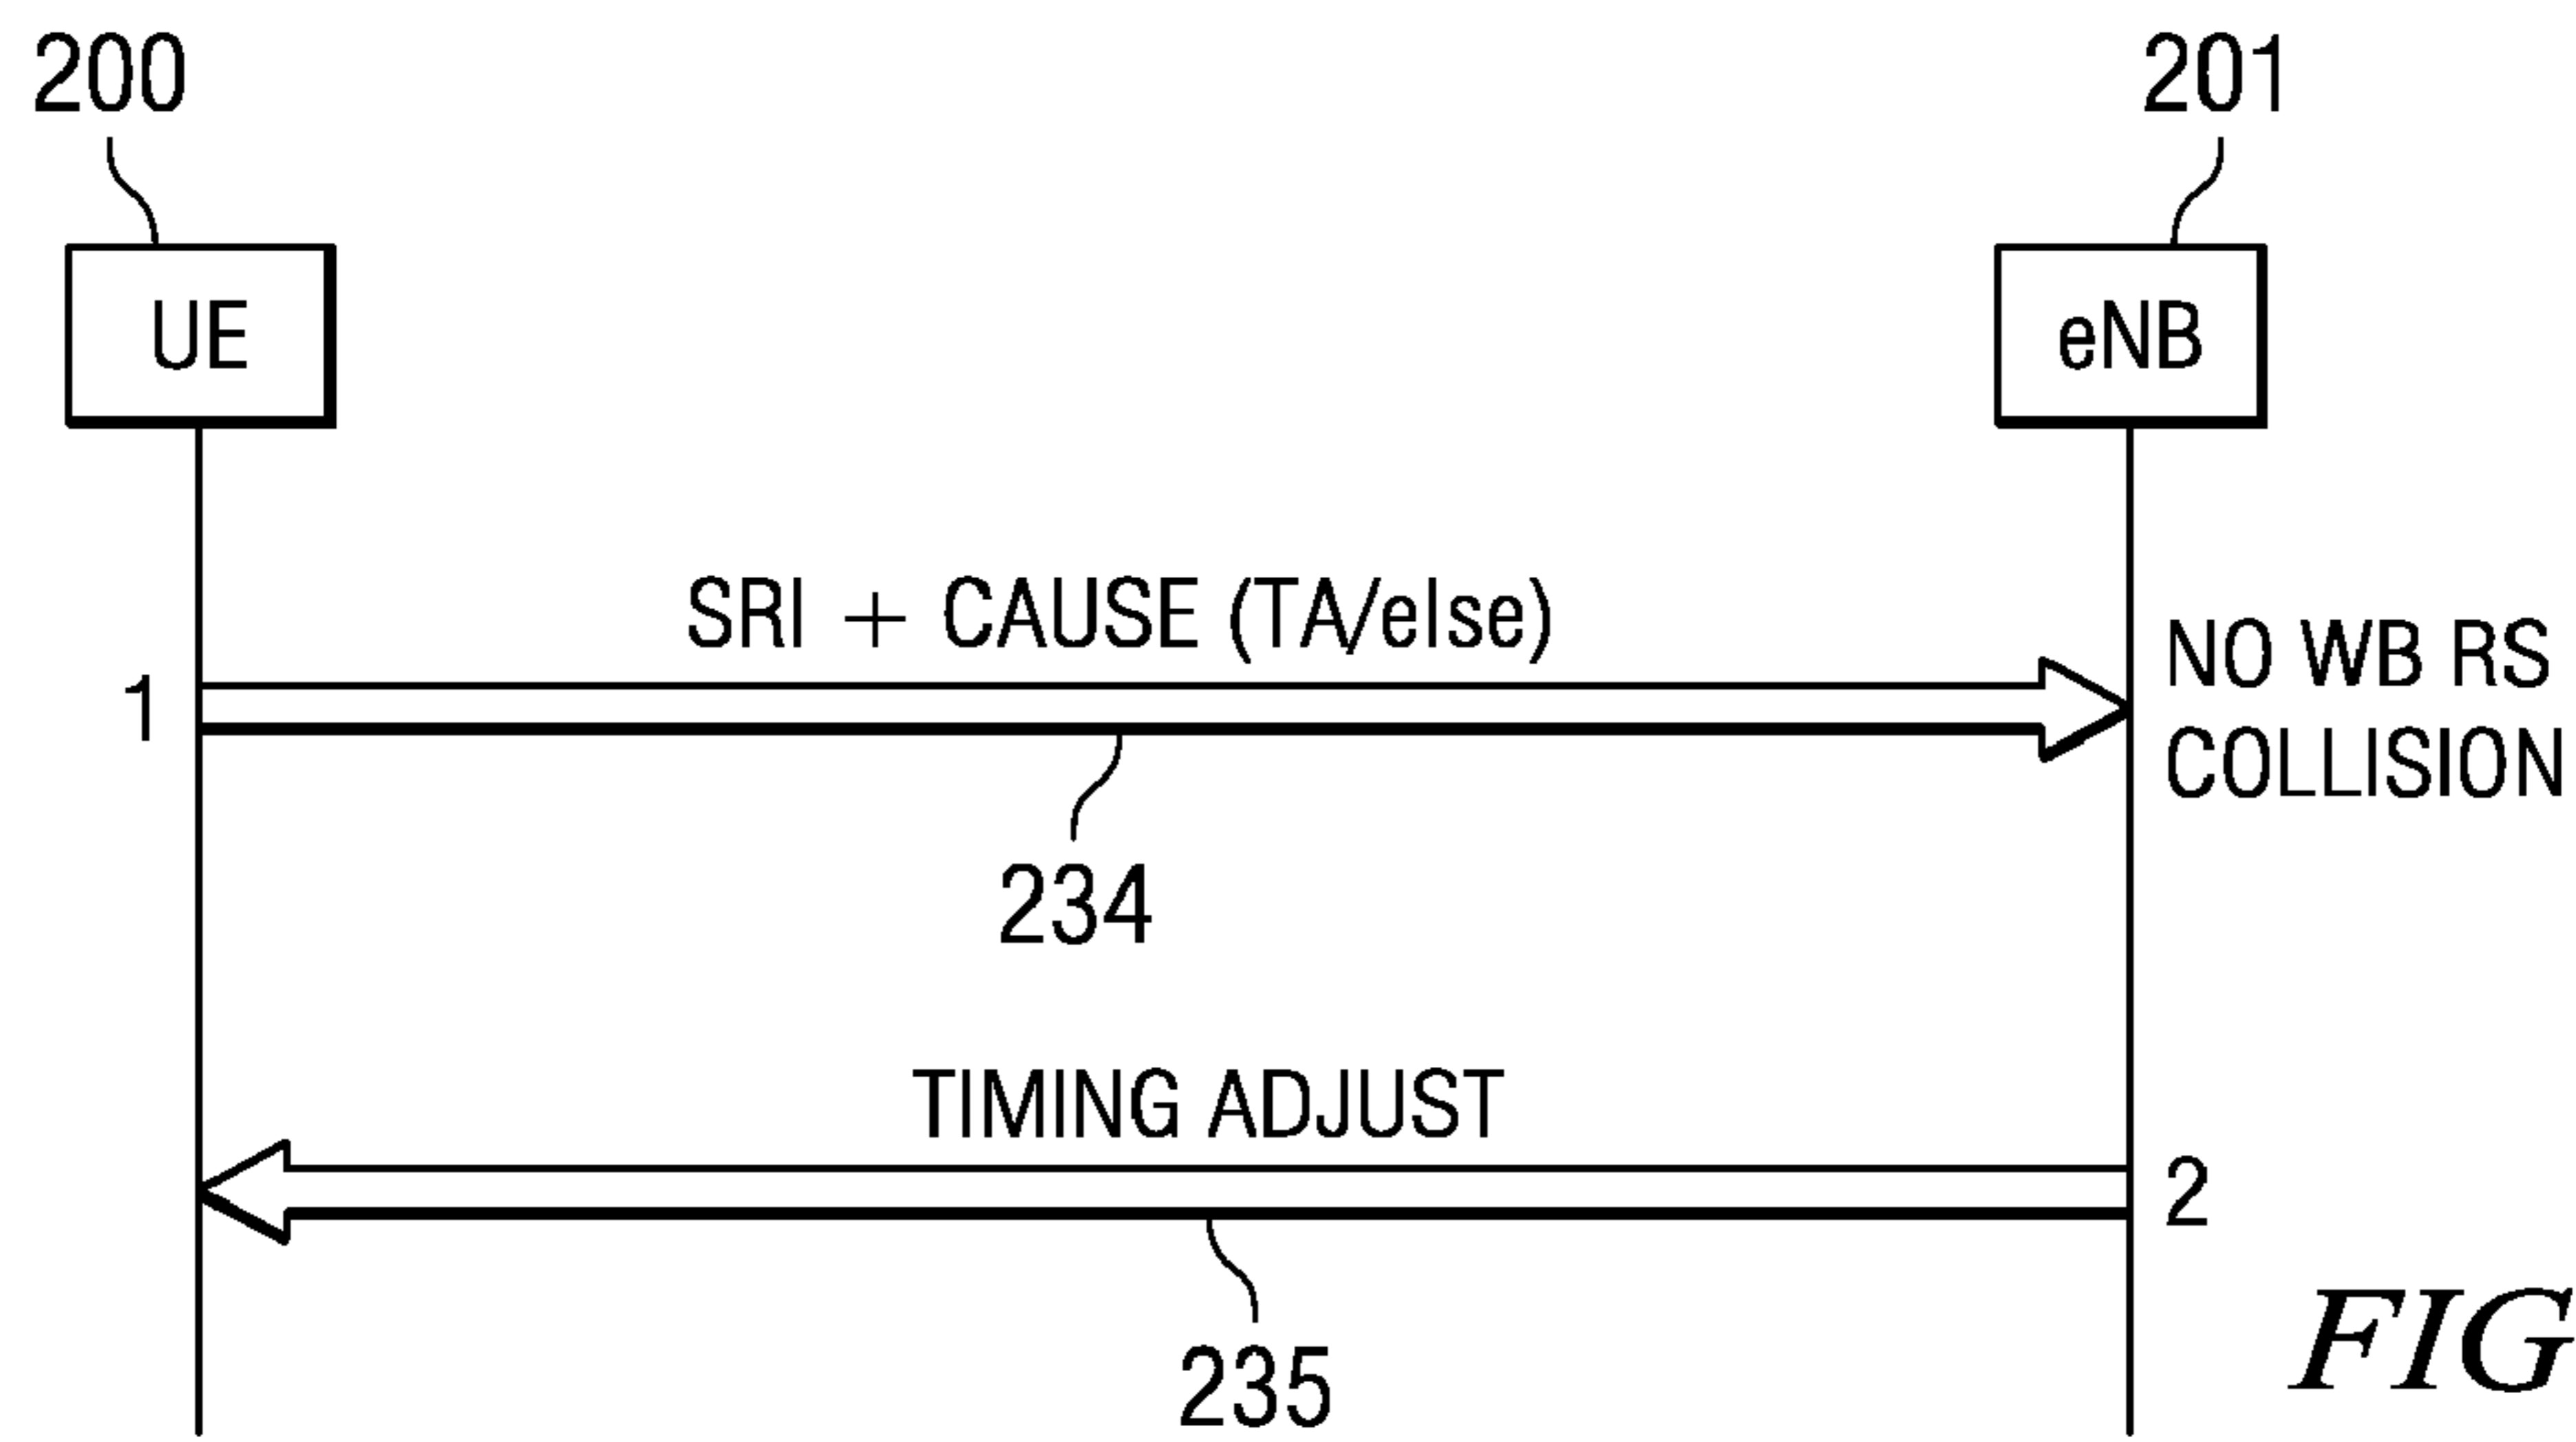 200
201
UE
eNB
SRI + CAUSE (TA/else)
1
NO WB RS
COLLISION
234
TIMING ADJUST
2
235
FIG